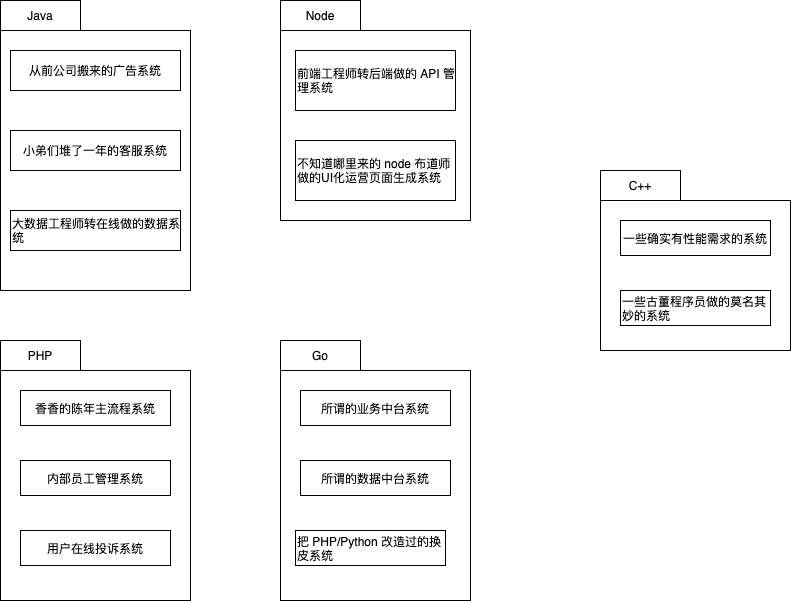 Java
从前公司搬来的广告系统
小弟们堆了一年的客服系统
大数据工程师转在线做的数据系
统
Node
前端工程师转后端做的 API 管
理系统
不知道哪里来的 node 布道师
做的UI化运营页面生成系统
C++
一些确实有性能需求的系统
一些古董程序员做的莫名其
妙的系统
PHP
香香的陈年主流程系统
内部员工管理系统
用户在线投诉系统
Go
所谓的业务中台系统
所谓的数据中台系统
把 PHP/Python 改造过的换
皮系统